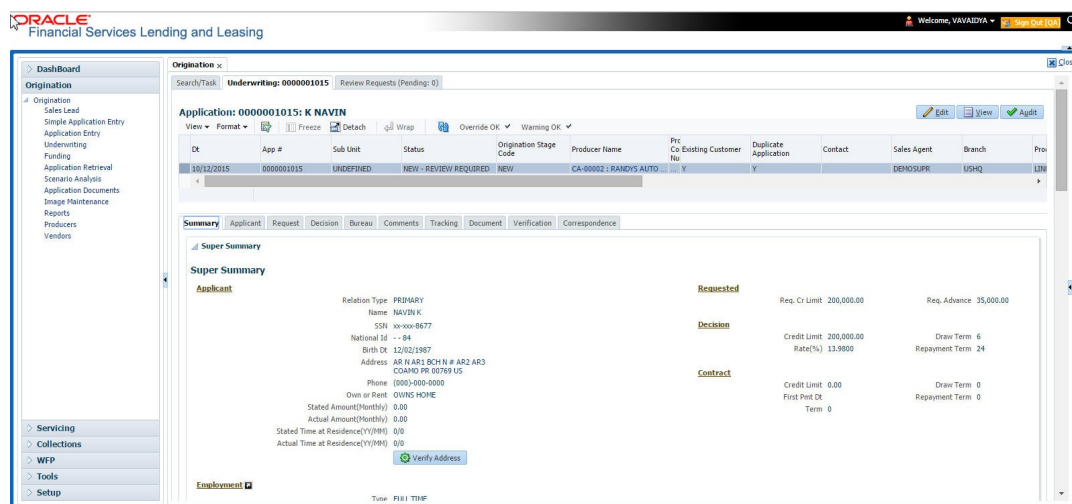 ORACLE®
Financial Services Lending and Leasing
Welcome, VAVAIDYA
Sign Out [QA]
DashBoard
Origination
Origination
Sales Lead
Simple Application Entry
Application Entry
Underwriting
Funding
Application Retrieval
Scenario Analysis
Application Documents
Image Maintenance
Reports
Producers
Vendors
Servicing
Collections
WFP
Tools
Setup
Origination x
Clos
Search/Task Underwriting: 0000001015 Review Requests (Pending: 0)
Application: 0000001015: K NAVIN
Edit View Audit
View Format Freeze Detach Wrap Override OK Warning OK
Dt App # Sub Unit Status Origination Stage Code Producer Name Prc Co Nu Existing Customer Duplicate Application Contact Sales Agent Branch Proc
10/12/2015 0000001015 UNDEFINED NEW - REVIEW REQUIRED NEW CA-00002 : RANDYS AUTO ... ... Y Y DEMOSUPR USHQ LIN
Summary Applicant Request Decision Bureau Comments Tracking Document Verification Correspondence
Super Summary
Super Summary
Applicant
Relation Type PRIMARY
Name NAVIN K
SSN xx-xxx-8677
National Id - - 84
Birth Dt 12/02/1987
Address AR N AR1 BCH N # AR2 AR3
COAMO PR 00769 US
Phone (000)-000-0000
Own or Rent OWNS HOME
Stated Amount(Monthly) 0.00
Actual Amount(Monthly) 0.00
Stated Time at Residence(YY/MM) 0/0
Actual Time at Residence(YY/MM) 0/0
Verify Address
Employment
Type FULL TIME
Requested
Req. Cr Limit 200,000.00 Req. Advance 35,000.00
Decision
Credit Limit 200,000.00 Draw Term 6
Rate(%) 13.9800 Repayment Term 24
Contract
Credit Limit 0.00 Draw Term 0
First Pmt Dt Repayment Term 0
Term 0